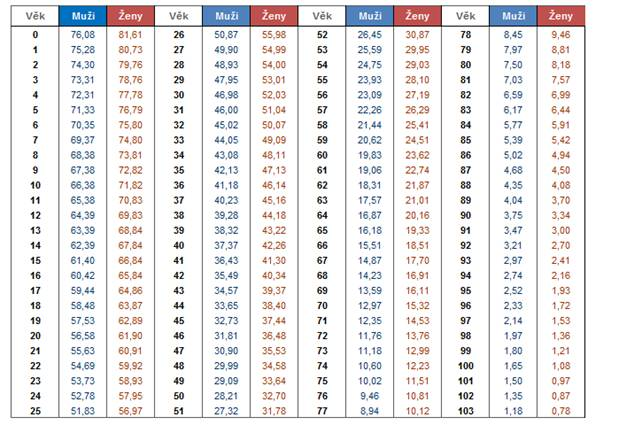 Věk Muži Ženy Věk Muži Ženy Věk Muži Ženy Věk Muži Ženy
0 76,08 81,61 26 50,87 55,98 52 26,45 30,87 78 8,45 9,46
1 75,28 80,73 27 49,90 54,99 53 25,59 29,95 79 7,97 8,81
2 74,30 79,76 28 48,93 54,00 54 24,75 29,03 80 7,50 8,18
3 73,31 78,76 29 47,95 53,01 55 23,93 28,10 81 7,03 7,57
4 72,31 77,78 30 46,98 52,03 56 23,09 27,19 82 6,59 6,99
5 71,33 76,79 31 46,00 51,04 57 22,26 26,29 83 6,17 6,44
6 70,35 75,80 32 45,02 50,07 58 21,44 25,41 84 5,77 5,91
7 69,37 74,80 33 44,05 49,09 59 20,62 24,51 85 5,39 5,42
8 68,38 73,81 34 43,08 48,11 60 19,83 23,62 86 5,02 4,94
9 67,38 72,82 35 42,13 47,13 61 19,06 22,74 87 4,68 4,50
10 66,38 71,82 36 41,18 46,14 62 18,31 21,87 88 4,35 4,08
11 65,38 70,83 37 40,23 45,16 63 17,57 21,01 89 4,04 3,70
12 64,39 69,83 38 39,28 44,18 64 16,87 20,16 90 3,75 3,34
13 63,39 68,84 39 38,32 43,22 65 16,18 19,33 91 3,47 3,00
14 62,39 67,84 40 37,37 42,26 66 15,51 18,51 92 3,21 2,70
15 61,40 66,84 41 36,43 41,30 67 14,87 17,70 93 2,97 2,41
16 60,42 65,84 42 35,49 40,34 68 14,23 16,91 94 2,74 2,16
17 59,44 64,86 43 34,57 39,37 69 13,59 16,11 95 2,52 1,93
18 58,48 63,87 44 33,65 38,40 70 12,97 15,32 96 2,33 1,72
19 57,53 62,89 45 32,73 37,44 71 12,35 14,53 97 2,14 1,53
20 56,58 61,90 46 31,81 36,48 72 11,76 13,76 98 1,97 1,36
21 55,63 60,91 47 30,90 35,53 73 11,18 12,99 99 1,80 1,21
22 54,69 59,92 48 29,99 34,58 74 10,60 12,23 100 1,65 1,08
23 53,73 58,93 49 29,09 33,64 75 10,02 11,51 101 1,50 0,97
24 52,78 57,95 50 28,21 32,70 76 9,46 10,81 102 1,35 0,87
25 51,83 56,97 51 27,32 31,78 77 8,94 10,12 103 1,18 0,78